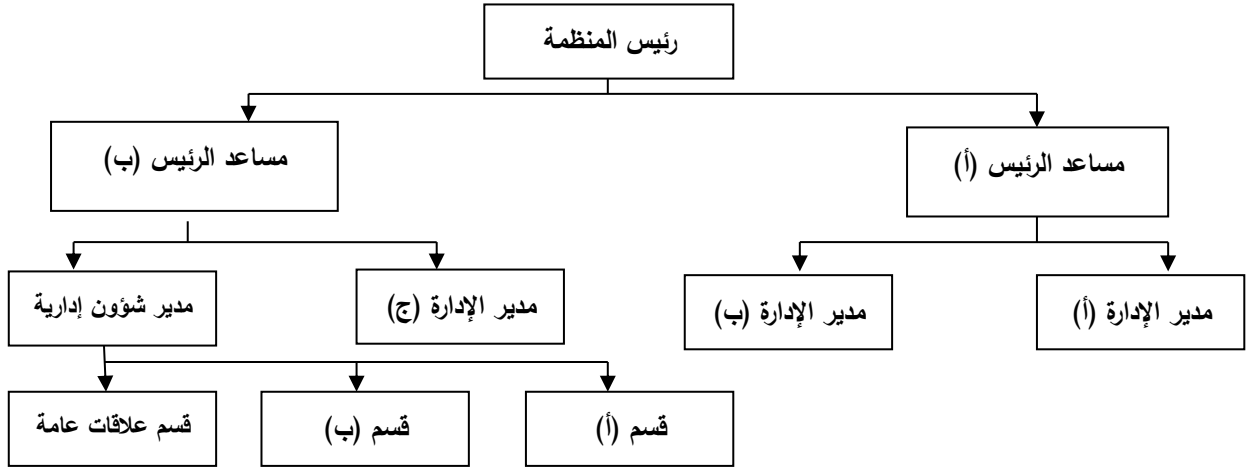 رئيس المنظمة
مساعد الرئيس (أ)
مساعد الرئيس (ب)
مدير الإدارة (أ)
مدير الإدارة (ب)
مدير الإدارة (ج)
مدير شؤون إدارية
قسم (أ)
قسم (ب)
قسم علاقات عامة